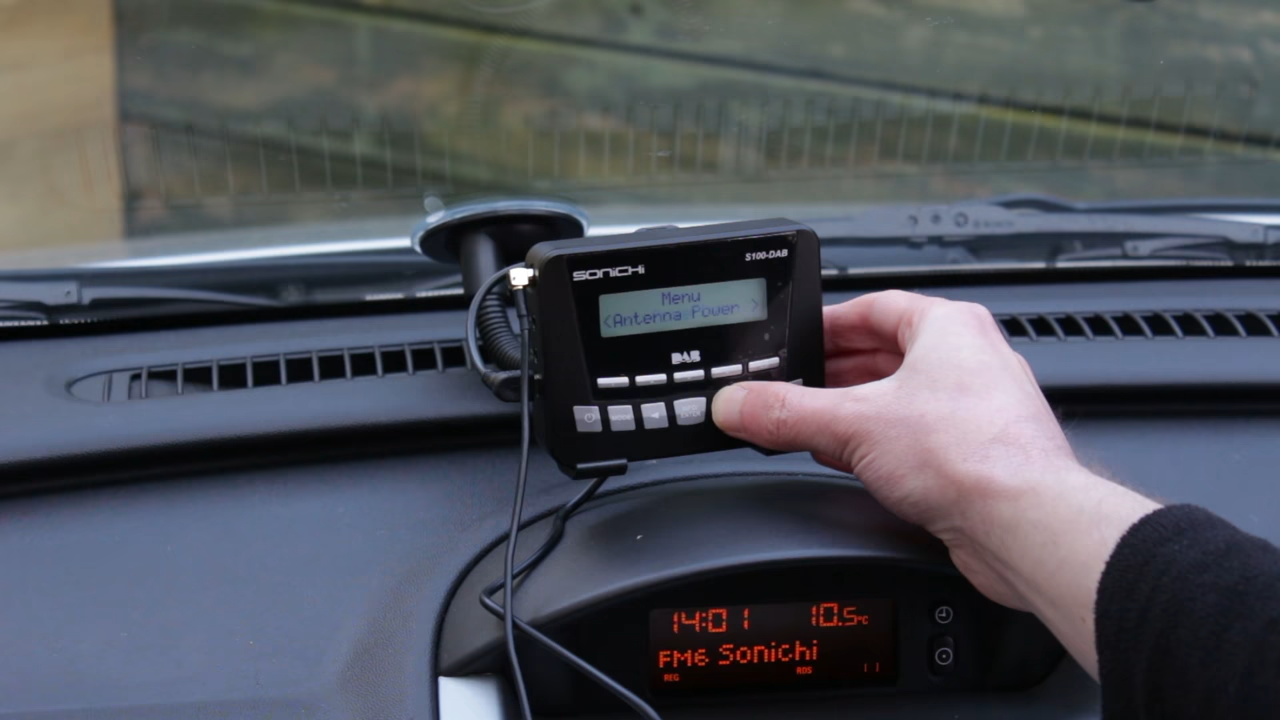 SONiCHi
S100-DAB
Menu
<Antenna Power >
DAB
14:01 10.5°C
FM6 Sonichi
REG RDS